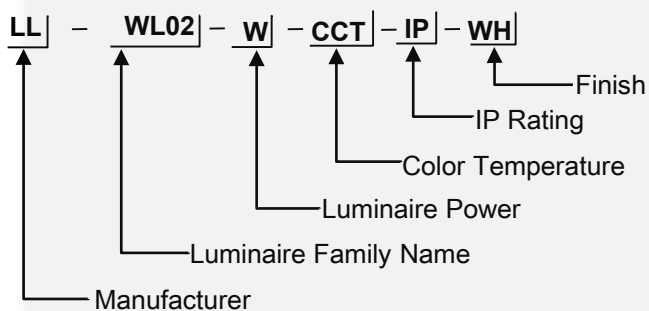 LL - WL02 - W - CCT - IP - WH
Finish
IP Rating
Color Temperature
Luminaire Power
Luminaire Family Name
Manufacturer